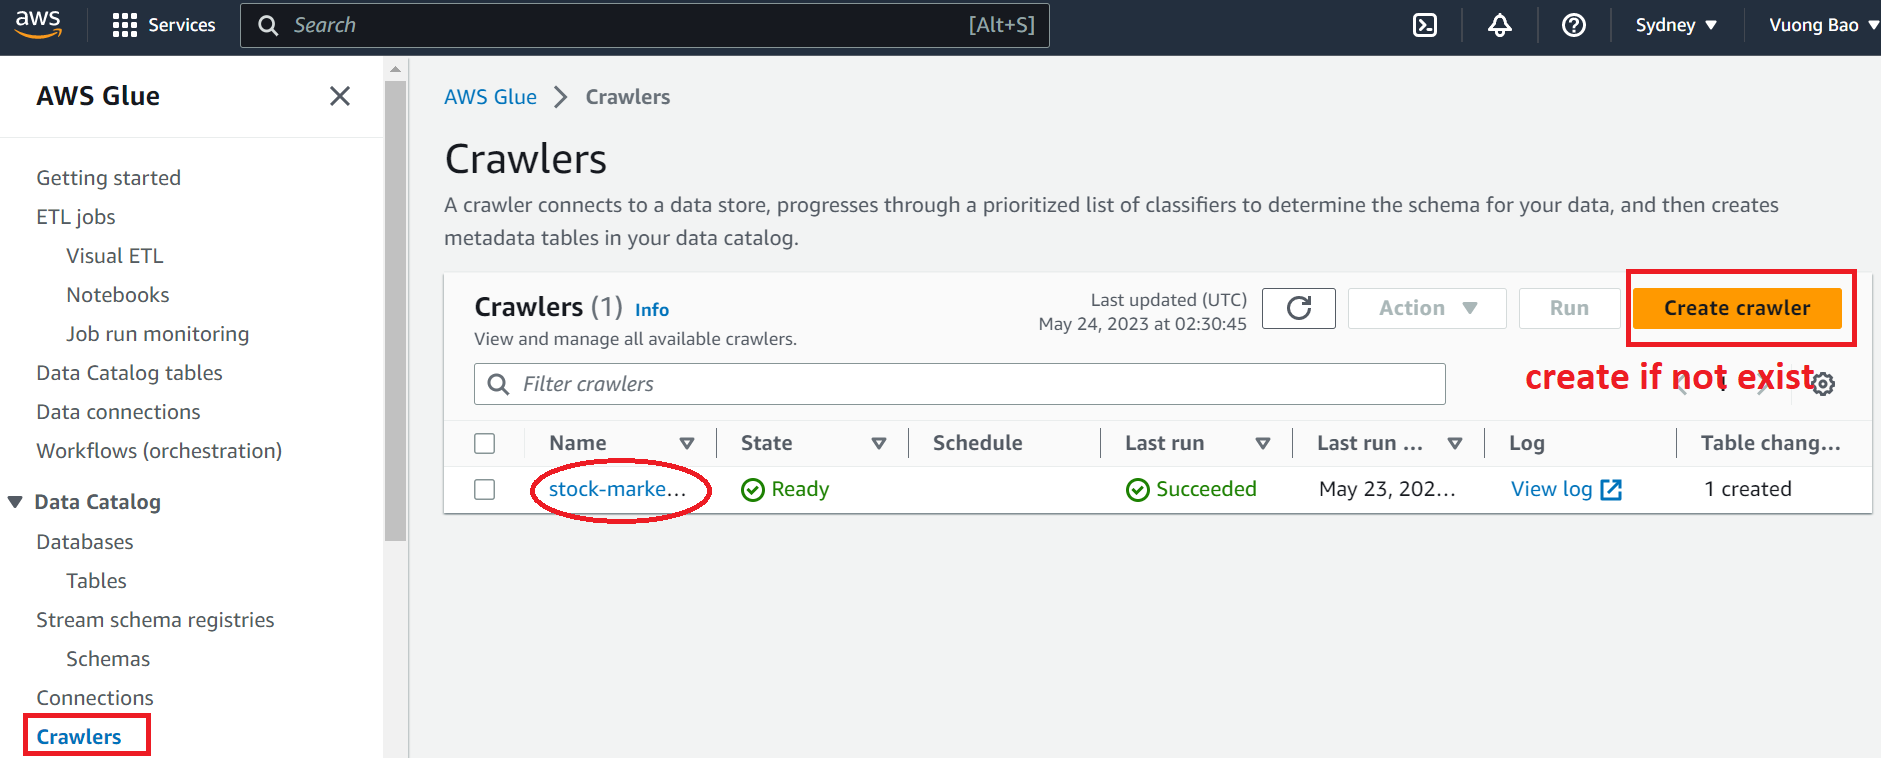 aws Services Search [Alt+S] Sydney Vuong Bao
AWS Glue
Getting started
ETL jobs
Visual ETL
Notebooks
Job run monitoring
Data Catalog tables
Data connections
Workflows (orchestration)
Data Catalog
Databases
Tables
Stream schema registries
Schemas
Connections
Crawlers
AWS Glue Crawlers
Crawlers
A crawler connects to a data store, progresses through a prioritized list of classifiers to determine the schema for your data, and then creates
metadata tables in your data catalog.
Crawlers (1) Info
View and manage all available crawlers.
Last updated (UTC)
May 24, 2023 at 02:30:45
Action Run Create crawler
create if not exist
Filter crawlers
Name State Schedule Last run Last run ... Log Table chang...
stock-marke... Ready Succeeded May 23, 202... View log 1 created